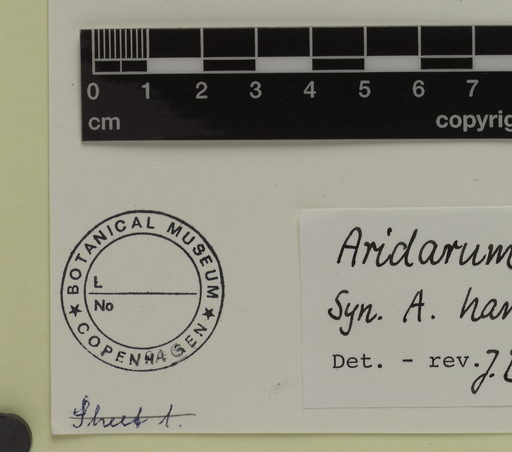 0 1 2 3 4 5 6 7
cm copyrig
BOTANICAL MUSEUM
L
No
COPENHAGEN
Aridarum
Syn. A. han
Det. - rev. J.
Sheet 1.